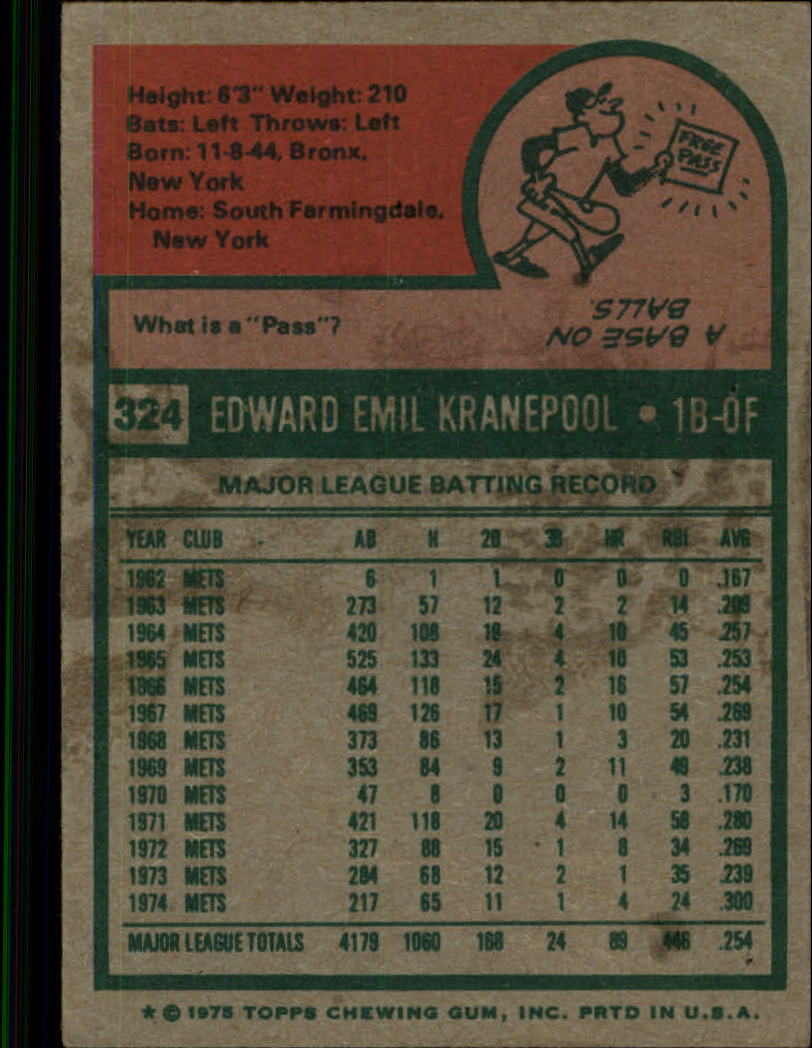 Height: 6'3" Weight: 210
Bats: Left Throws: Left
Born: 11-8-44, Bronx,
New York
Home: South Farmingdale,
New York
FREE
PASS
What is a "Pass"?
A BASE ON
BALLS.
324 EDWARD EMIL KRANEPOOL • 1B-OF
MAJOR LEAGUE BATTING RECORD
YEAR CLUB AB H 2B 3B HR RBI AVG
1962 METS 6 1 1 0 0 0 .167
1963 METS 273 57 12 2 2 14 .209
1964 METS 420 108 19 4 10 45 .257
1965 METS 525 133 24 4 10 53 .253
1966 METS 464 118 15 2 16 57 .254
1967 METS 469 126 17 1 10 54 .269
1968 METS 373 86 13 1 3 20 .231
1969 METS 353 84 9 2 11 49 .238
1970 METS 47 8 0 0 0 3 .170
1971 METS 421 118 20 4 14 58 .280
1972 METS 327 88 15 1 8 34 .269
1973 METS 284 68 12 2 1 35 .239
1974 METS 217 65 11 1 4 24 .300
MAJOR LEAGUE TOTALS 4179 1060 168 24 89 446 .254
* © 1975 TOPPS CHEWING GUM, INC. PRTD IN U.S.A.